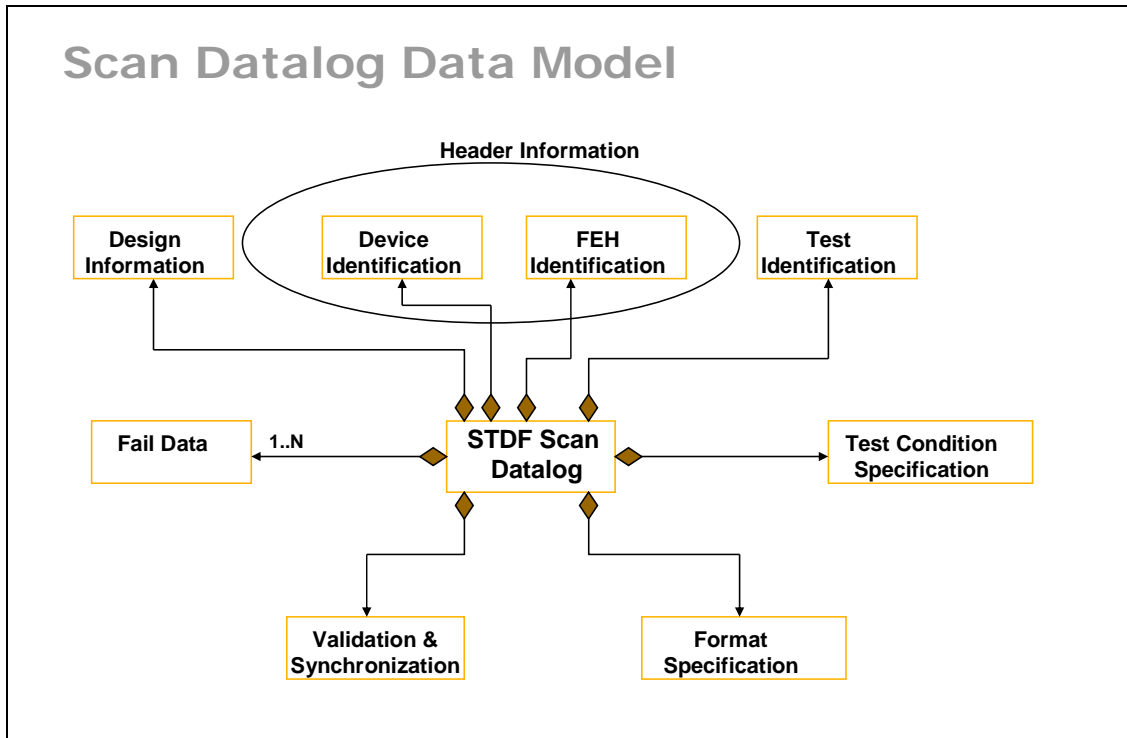 Scan Datalog Data Model
Header Information
Design
Information
Device
Identification
FEH
Identification
Test
Identification
Fail Data
1..N
STDF Scan
Datalog
Test Condition
Specification
Validation &
Synchronization
Format
Specification